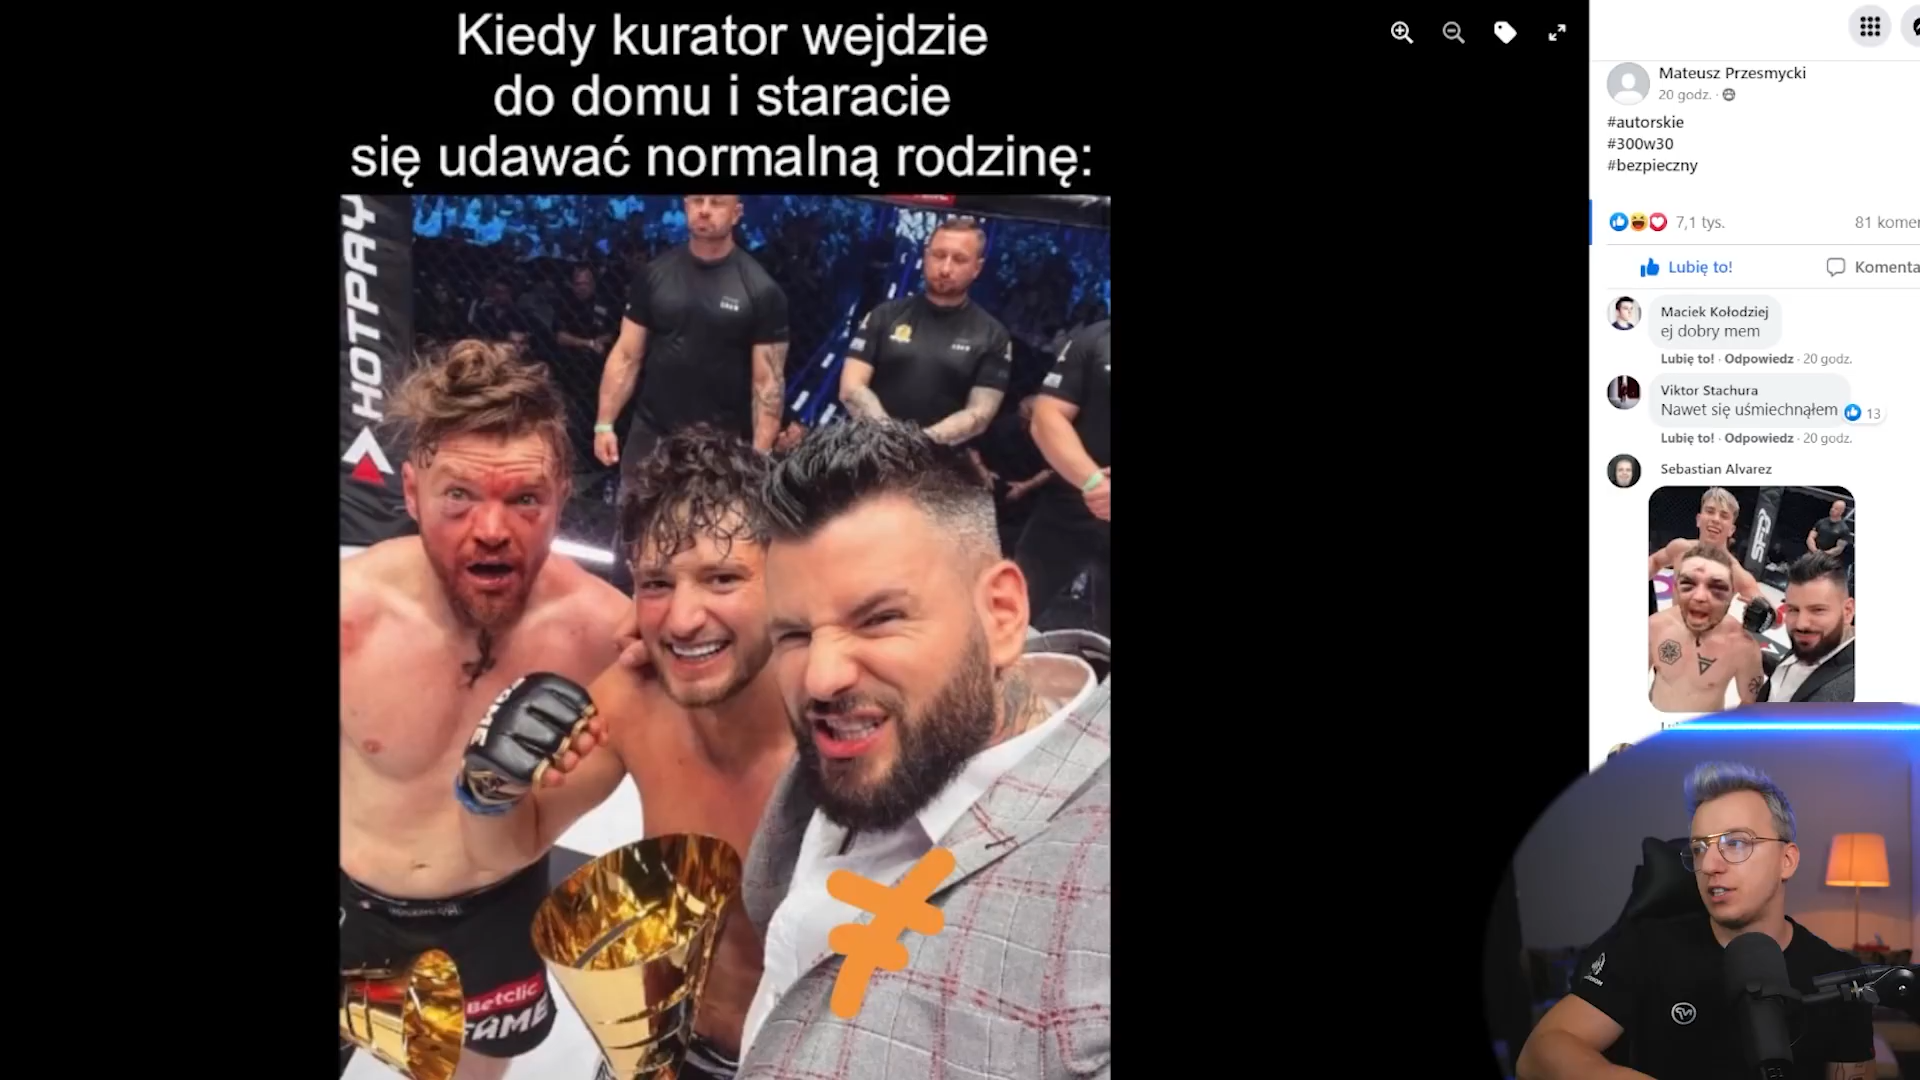 Kiedy kurator wejdzie
do domu i staracie
się udawać normalną rodzinę:
HOTPAY
FAME
Betclic
FAME
Mateusz Przesmycki
20 godz. ·
#autorskie
#300w30
#bezpieczny
7,1 tys.
81 komen
Lubię to!
Komenta
Maciek Kołodziej
ej dobry mem
Lubię to! · Odpowiedz · 20 godz.
Viktor Stachura
Nawet się uśmiechnąłem
13
Lubię to! · Odpowiedz · 20 godz.
Sebastian Alvarez